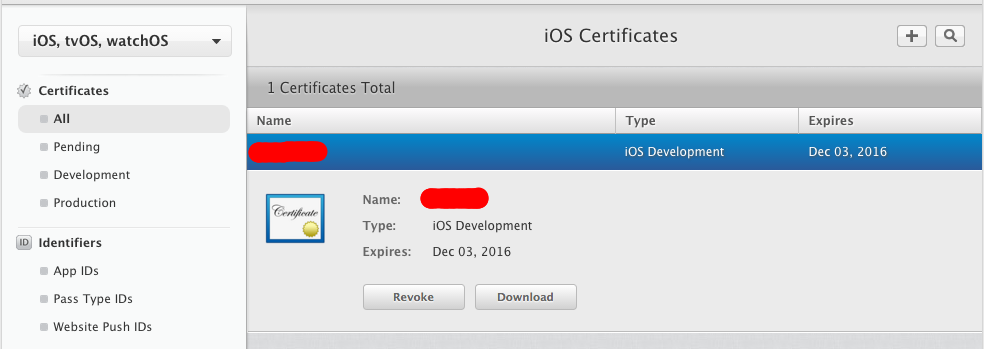 iOS, tvOS, watchOS
Certificates
All
Pending
Development
Production
ID Identifiers
App IDs
Pass Type IDs
Website Push IDs
iOS Certificates
1 Certificates Total
Name Type Expires
iOS Development Dec 03, 2016
Certificate
Name:
Type: iOS Development
Expires: Dec 03, 2016
Revoke Download